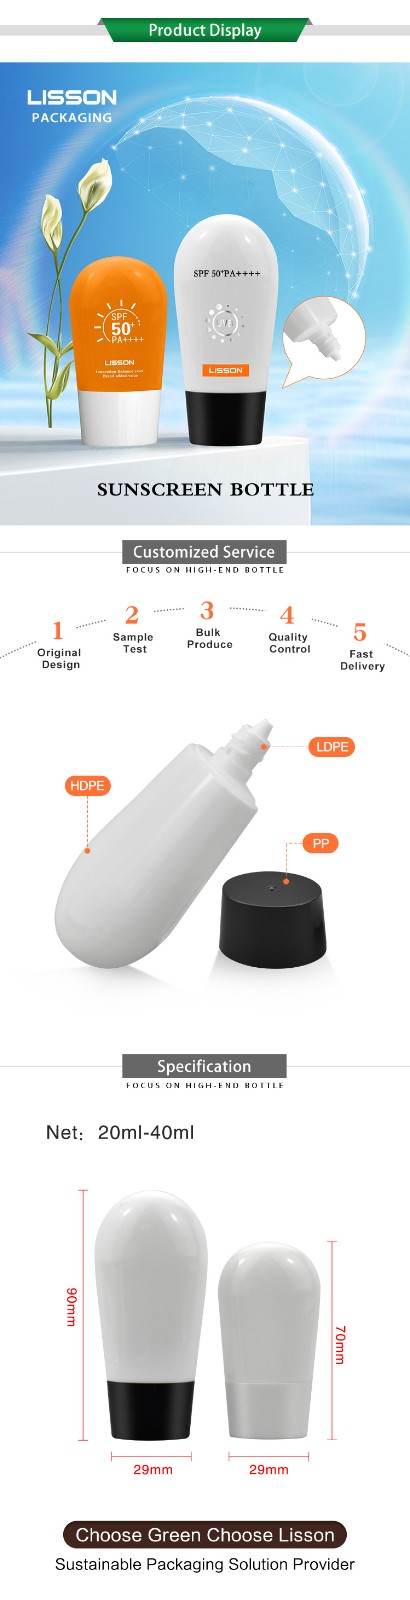 Product Display
LISSON
PACKAGING
SPF
50+
PA++++
LISSON
SPF 50+PA++++
LISSON
SUNSCREEN BOTTLE
Customized Service
FOCUS ON HIGH-END BOTTLE
1
Original
Design
2
Sample
Test
3
Bulk
Produce
4
Quality
Control
5
Fast
Delivery
LDPE
HDPE
PP
Specification
FOCUS ON HIGH-END BOTTLE
Net: 20ml-40ml
90mm
70mm
29mm
29mm
Choose Green Choose Lisson
Sustainable Packaging Solution Provider